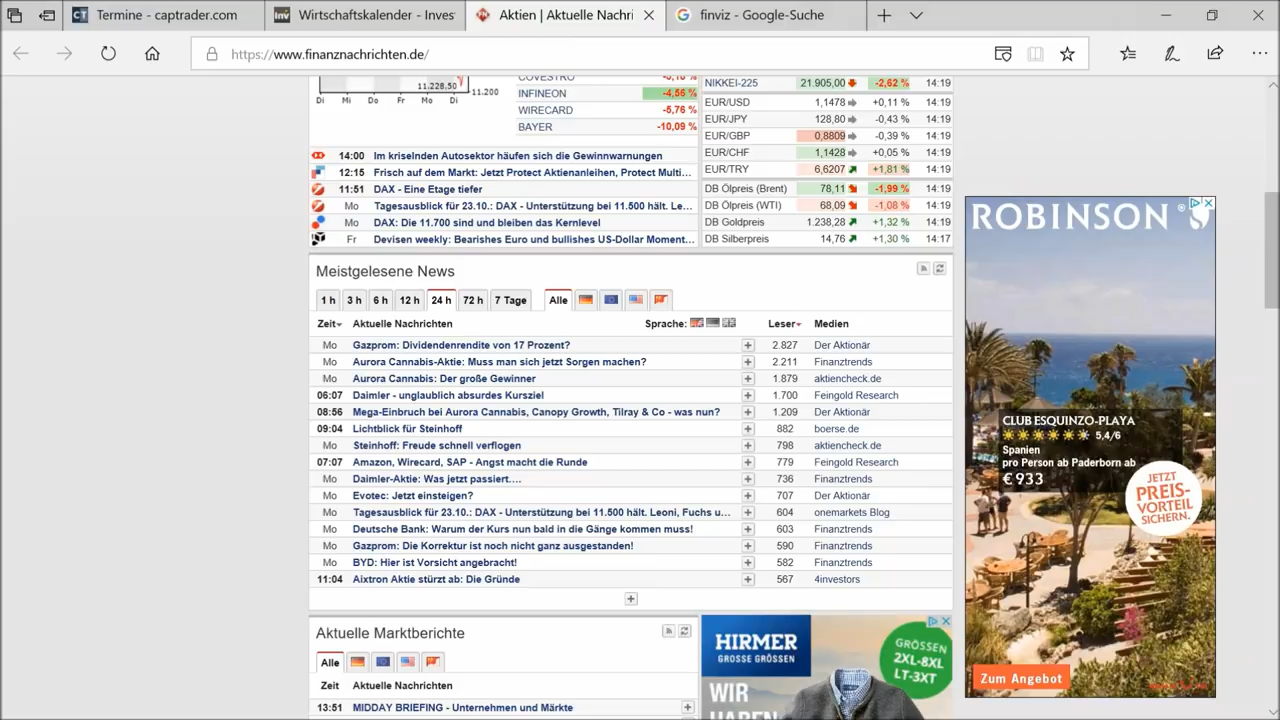 Termine - captrader.com
Wirtschaftskalender - Inves
Aktien | Aktuelle Nachri
finviz - Google-Suche
https://www.finanznachrichten.de/
11.228,50
11.200
Di Mi Do Fr Mo Di
COVESTRO
INFINEON -4,56 %
WIRECARD -5,76 %
BAYER -10,09 %
NIKKEI-225 21.905,00 -2,62 % 14:19
EUR/USD 1,1478 +0,11 % 14:19
EUR/JPY 128,80 -0,43 % 14:19
EUR/GBP 0,8809 -0,39 % 14:19
EUR/CHF 1,1428 +0,05 % 14:19
EUR/TRY 6,6207 +1,81 % 14:19
DB Ölpreis (Brent) 78,11 -1,99 % 14:19
DB Ölpreis (WTI) 68,09 -1,08 % 14:19
DB Goldpreis 1.238,28 +1,32 % 14:19
DB Silberpreis 14,76 +1,30 % 14:17
14:00 Im kriselnden Autosektor häufen sich die Gewinnwarnungen
12:15 Frisch auf dem Markt: Jetzt Protect Aktienanleihen, Protect Multi...
11:51 DAX - Eine Etage tiefer
Mo Tagesausblick für 23.10.: DAX - Unterstützung bei 11.500 hält. Le...
Mo DAX: Die 11.700 sind und bleiben das Kernlevel
Fr Devisen weekly: Bearishes Euro und bullishes US-Dollar Moment...
Meistgelesene News
1 h 3 h 6 h 12 h 24 h 72 h 7 Tage Alle
Zeit Aktuelle Nachrichten Sprache: Leser Medien
Mo Gazprom: Dividendenrendite von 17 Prozent? 2.827 Der Aktionär
Mo Aurora Cannabis-Aktie: Muss man sich jetzt Sorgen machen? 2.211 Finanztrends
Mo Aurora Cannabis: Der große Gewinner 1.879 aktiencheck.de
06:07 Daimler - unglaublich absurdes Kursziel 1.700 Feingold Research
08:56 Mega-Einbruch bei Aurora Cannabis, Canopy Growth, Tilray & Co - was nun? 1.209 Der Aktionär
09:04 Lichtblick für Steinhoff 882 boerse.de
Mo Steinhoff: Freude schnell verflogen 798 aktiencheck.de
07:07 Amazon, Wirecard, SAP - Angst macht die Runde 779 Feingold Research
Mo Daimler-Aktie: Was jetzt passiert.... 736 Finanztrends
Mo Evotec: Jetzt einsteigen? 707 Der Aktionär
Mo Tagesausblick für 23.10.: DAX - Unterstützung bei 11.500 hält. Leoni, Fuchs u... 604 onemarkets Blog
Mo Deutsche Bank: Warum der Kurs nun bald in die Gänge kommen muss! 603 Finanztrends
Mo Gazprom: Die Korrektur ist noch nicht ganz ausgestanden! 590 Finanztrends
Mo BYD: Hier ist Vorsicht angebracht! 582 Finanztrends
11:04 Aixtron Aktie stürzt ab: Die Gründe 567 4investors
Aktuelle Marktberichte
Alle
Zeit Aktuelle Nachrichten
13:51 MIDDAY BRIEFING - Unternehmen und Märkte
HIRMER
GROSSE GRÖSSEN
WIR
HABEN
GRÖSSEN
2XL-8XL
LT-3XT
ROBINSON
CLUB ESQUINZO-PLAYA
5,4/6
Spanien
pro Person ab Paderborn ab
€ 933
JETZT
PREIS-
VORTEIL
SICHERN.
Zum Angebot